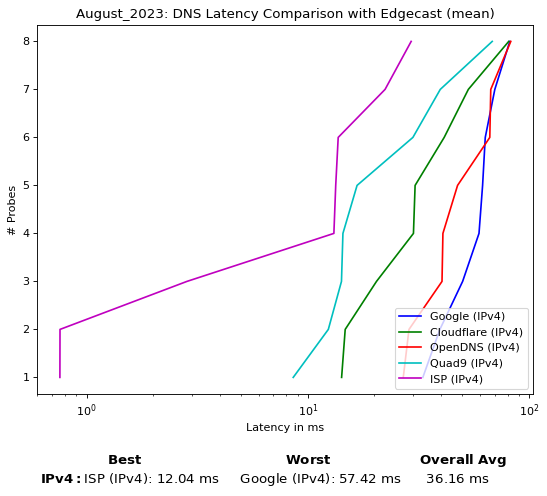 August_2023: DNS Latency Comparison with Edgecast (mean)
8
7
6
5
4
3
2
1
# Probes
10⁰ 10¹ 10²
Latency in ms
Google (IPv4)
Cloudflare (IPv4)
OpenDNS (IPv4)
Quad9 (IPv4)
ISP (IPv4)
Best Worst Overall Avg
IPv4: ISP (IPv4): 12.04 ms Google (IPv4): 57.42 ms 36.16 ms